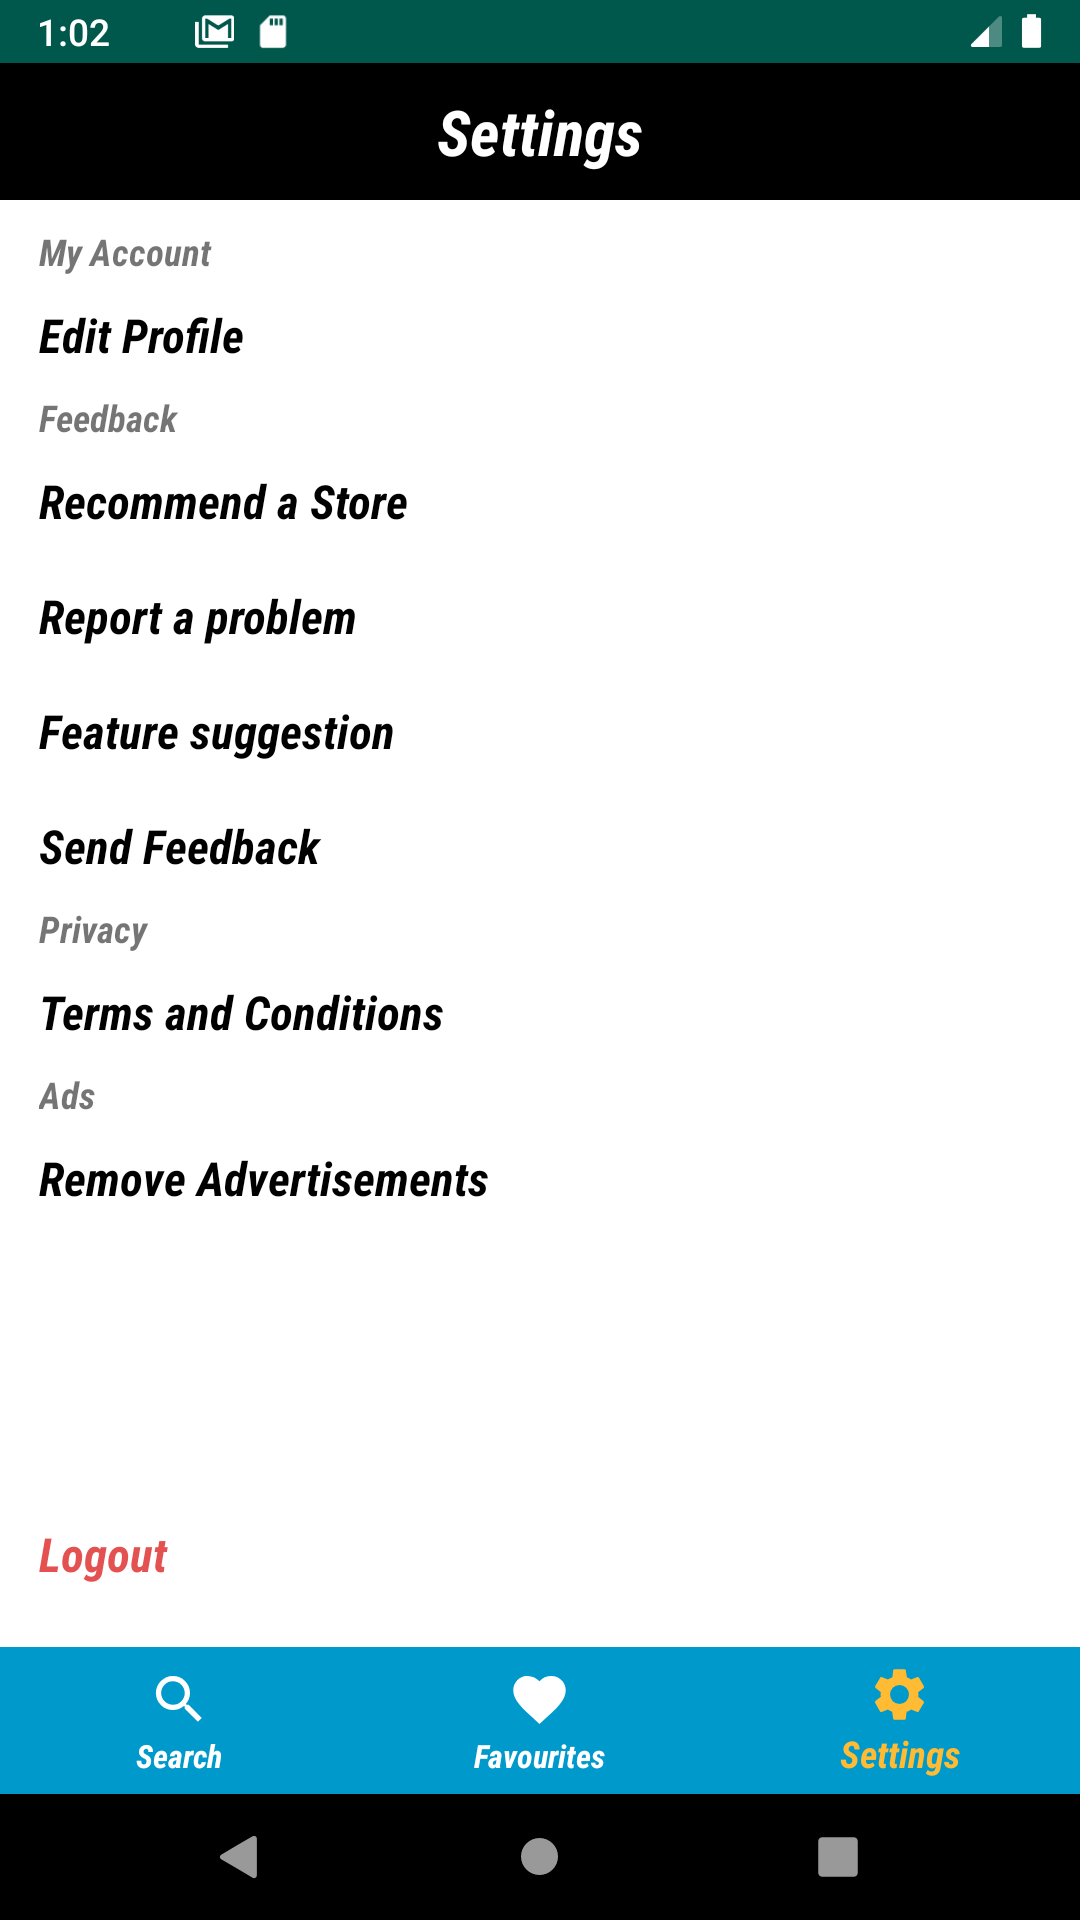 1:02
Settings
My Account
Edit Profile
Feedback
Recommend a Store
Report a problem
Feature suggestion
Send Feedback
Privacy
Terms and Conditions
Ads
Remove Advertisements
Logout
Search
Favourites
Settings